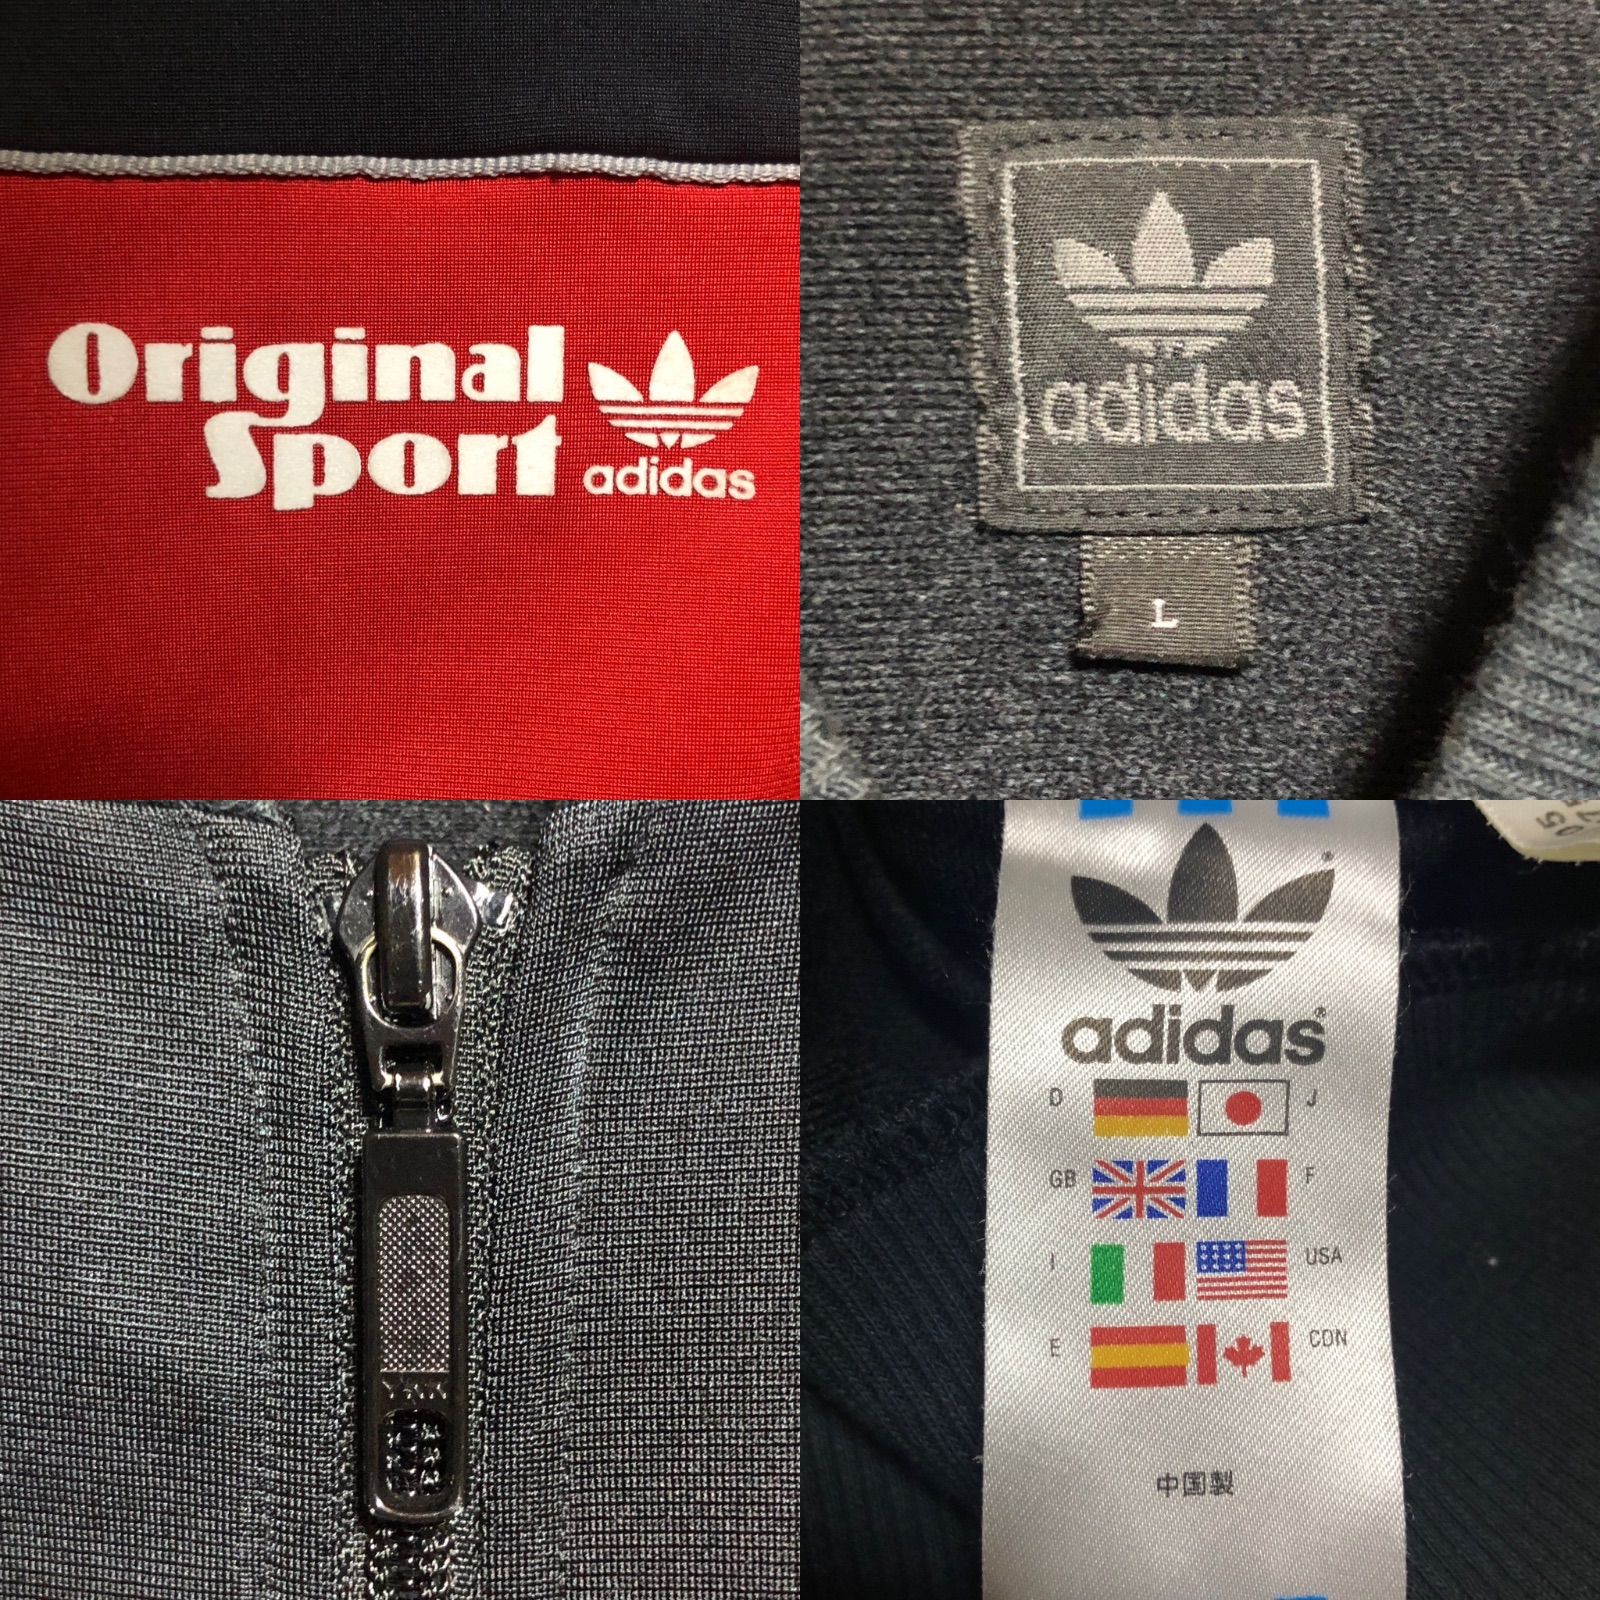 Original
Sport
adidas
adidas
L
YKK
®
adidas®
D J
GB F
I USA
E CDN
中国製